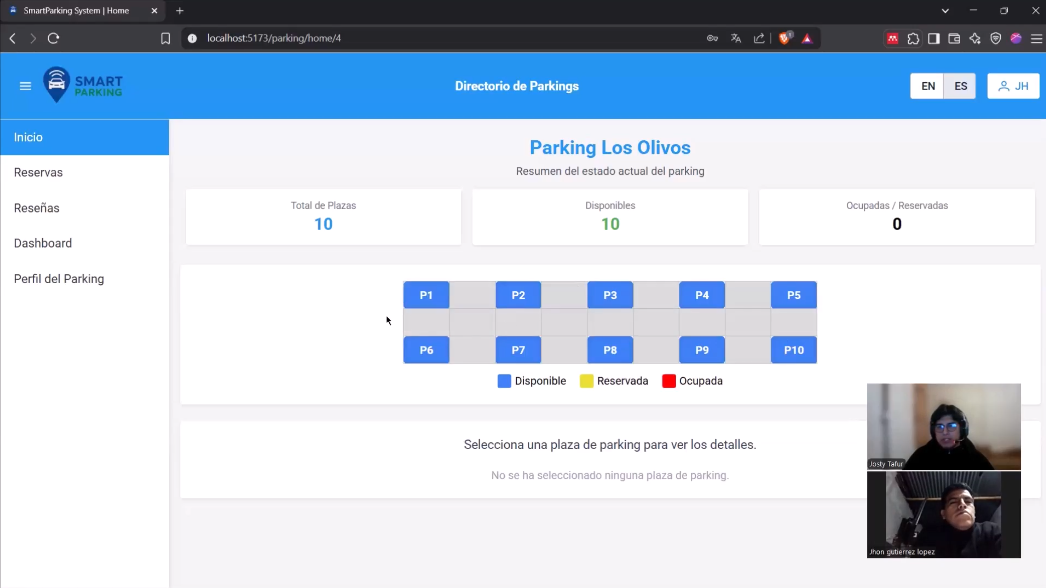 SmartParking System | Home
localhost:5173/parking/home/4
SMART
PARKING
Directorio de Parkings
EN
ES
JH
Inicio
Reservas
Reseñas
Dashboard
Perfil del Parking
Parking Los Olivos
Resumen del estado actual del parking
Total de Plazas
10
Disponibles
10
Ocupadas / Reservadas
0
P1
P2
P3
P4
P5
P6
P7
P8
P9
P10
Disponible
Reservada
Ocupada
Selecciona una plaza de parking para ver los detalles.
No se ha seleccionado ninguna plaza de parking.
Josty Tafur
Jhon gutierrez lopez